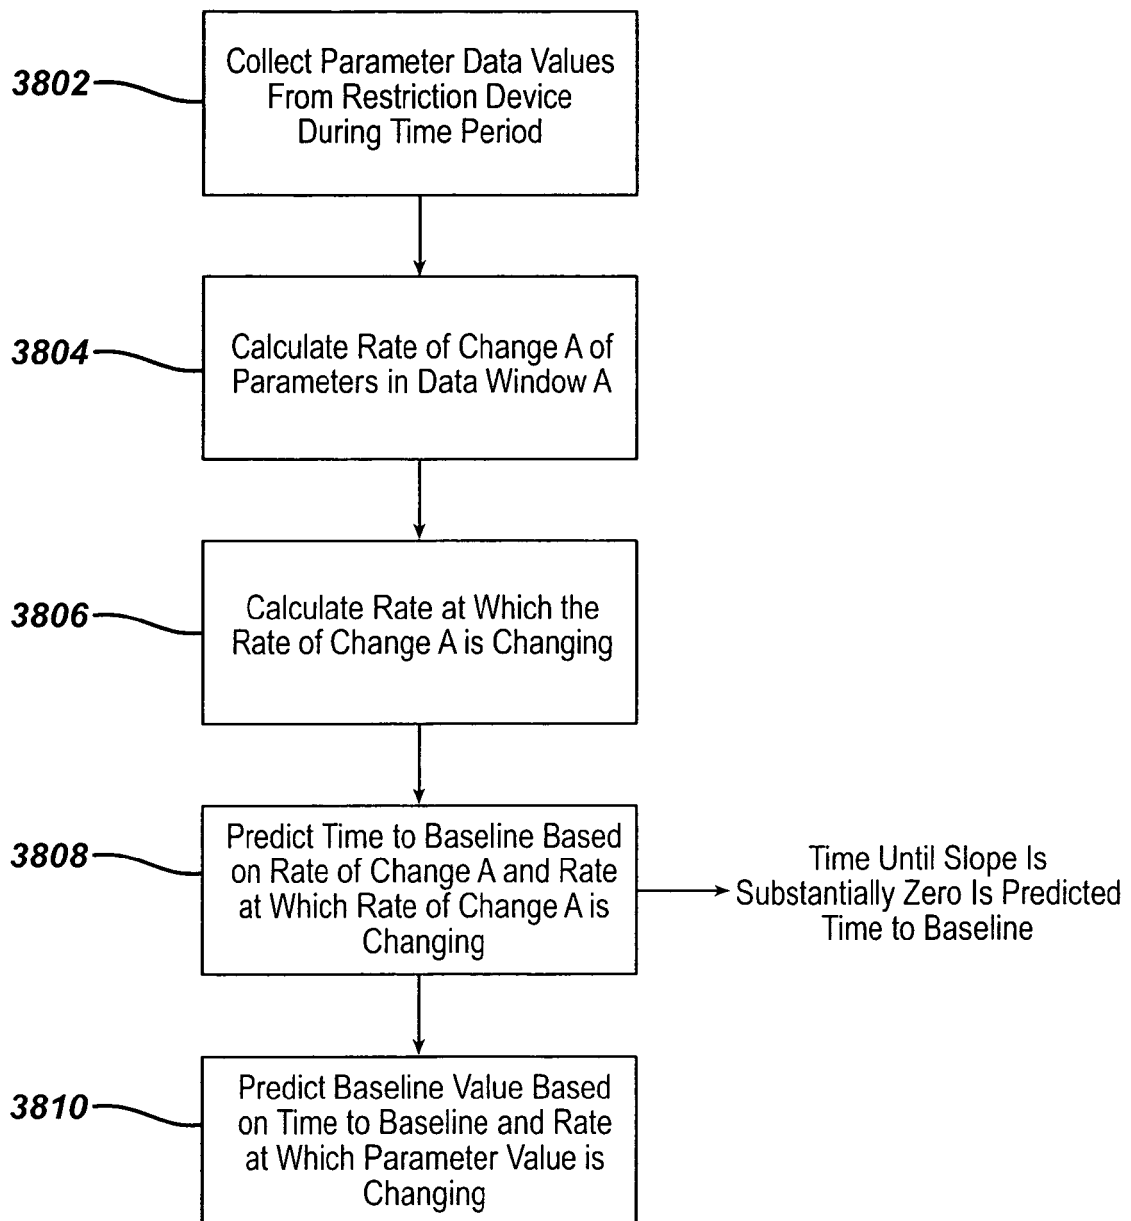 3802
Collect Parameter Data Values
From Restriction Device
During Time Period
3804
Calculate Rate of Change A of
Parameters in Data Window A
3806
Calculate Rate at Which the
Rate of Change A is Changing
3808
Predict Time to Baseline Based
on Rate of Change A and Rate
at Which Rate of Change A is
Changing
Time Until Slope Is
Substantially Zero Is Predicted
Time to Baseline
3810
Predict Baseline Value Based
on Time to Baseline and Rate
at Which Parameter Value is
Changing